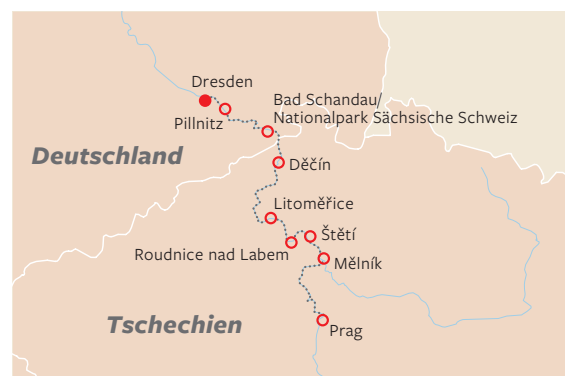 Dresden
Bad Schandau/
Nationalpark Sächsische Schweiz
Pillnitz
Deutschland
Děčín
Litoměřice
Štětí
Roudnice nad Labem
Mělník
Tschechien
Prag